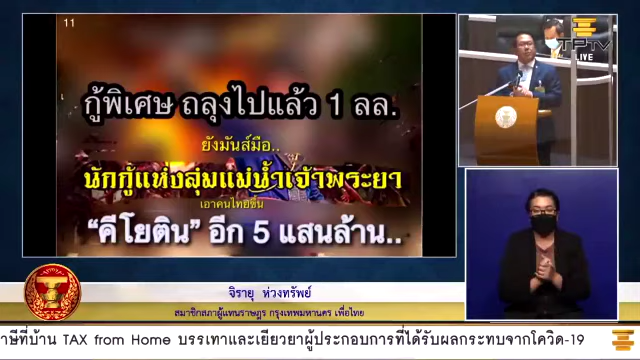 11
กู้พิเศษ ถลุงไปแล้ว 1 ลล.
ยังมันส์มือ..
นักกู้แห่งลุ่มแม่น้ำเจ้าพระยา
เอาคนไทยขึ้น
“คีโยติน” อีก 5 แสนล้าน..
TPTV
LIVE
จิรายุ ห่วงทรัพย์
สมาชิกสภาผู้แทนราษฎร กรุงเทพมหานคร เพื่อไทย
าษีที่บ้าน TAX from Home บรรเทาและเยียวยาผู้ประกอบการที่ได้รับผลกระทบจากโควิด-19